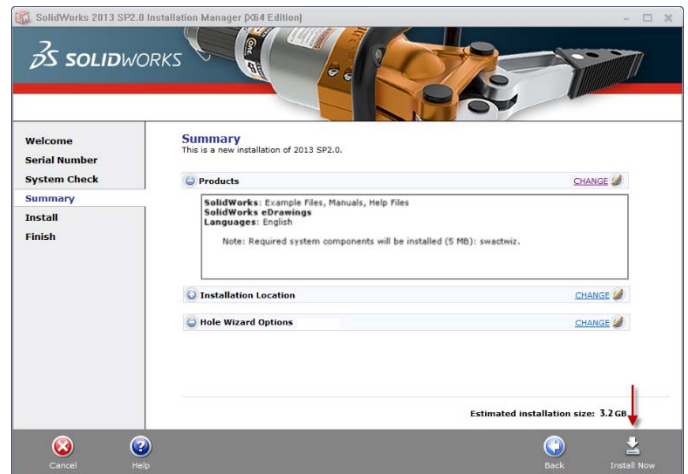 SolidWorks 2013 SP2.0 Installation Manager (X64 Edition)
SOLIDWORKS
Welcome
Serial Number
System Check
Summary
Install
Finish
Summary
This is a new installation of 2013 SP2.0.
Products CHANGE
SolidWorks: Example Files, Manuals, Help Files
SolidWorks eDrawings
Languages: English
Note: Required system components will be installed (5 MB): swactwiz.
Installation Location CHANGE
Hole Wizard Options CHANGE
Estimated installation size: 3.2 GB
Cancel Help Back Install Now